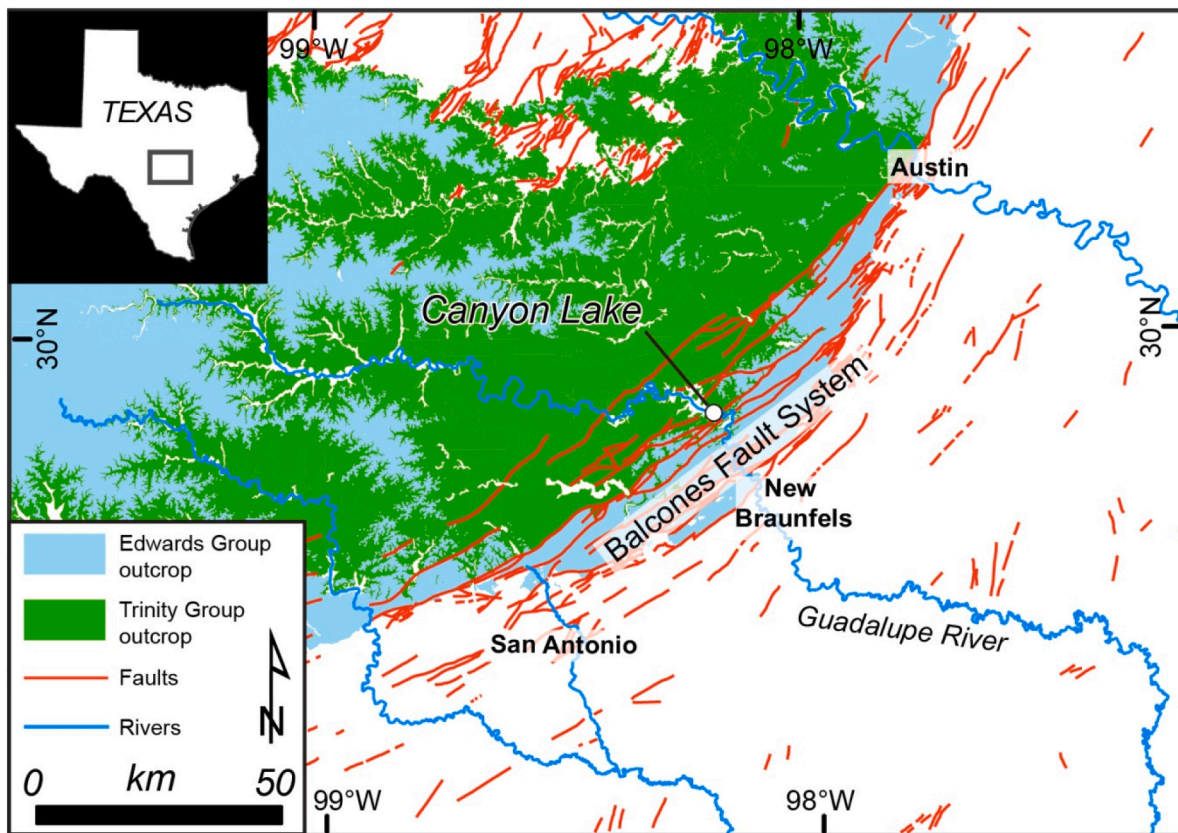 99°W
98°W
TEXAS
Austin
Canyon Lake
30°N
30°N
Balcones Fault System
New
Braunfels
Guadalupe River
San Antonio
Edwards Group
outcrop
Trinity Group
outcrop
Faults
Rivers
N
0 km 50
99°W
98°W